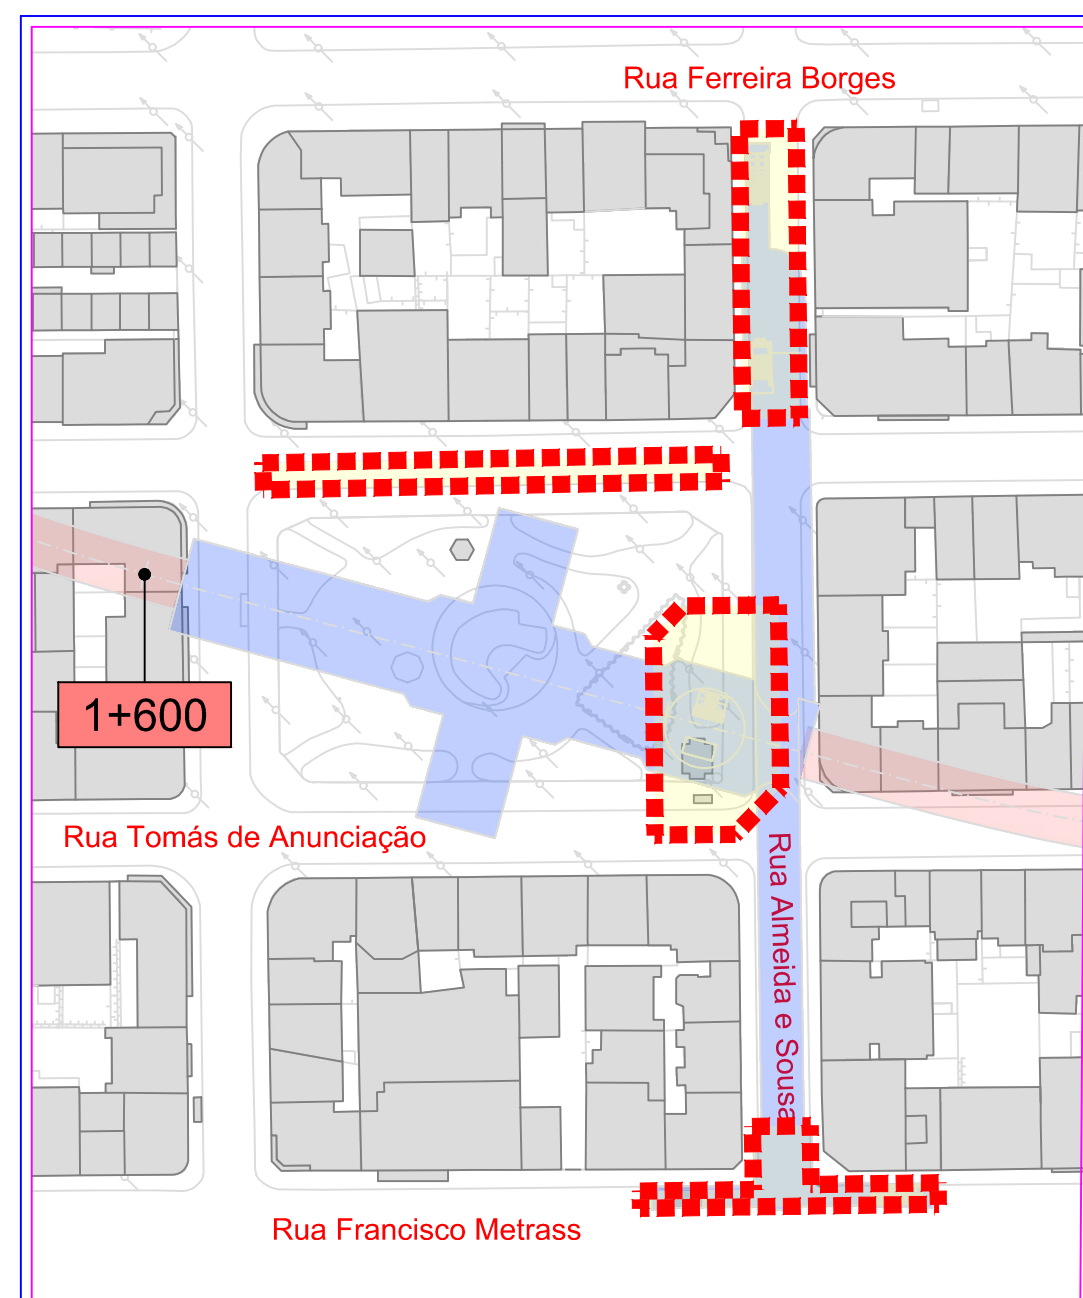 Rua Ferreira Borges
1+600
Rua Tomás de Anunciação
Rua Almeida e Sousa
Rua Francisco Metrass